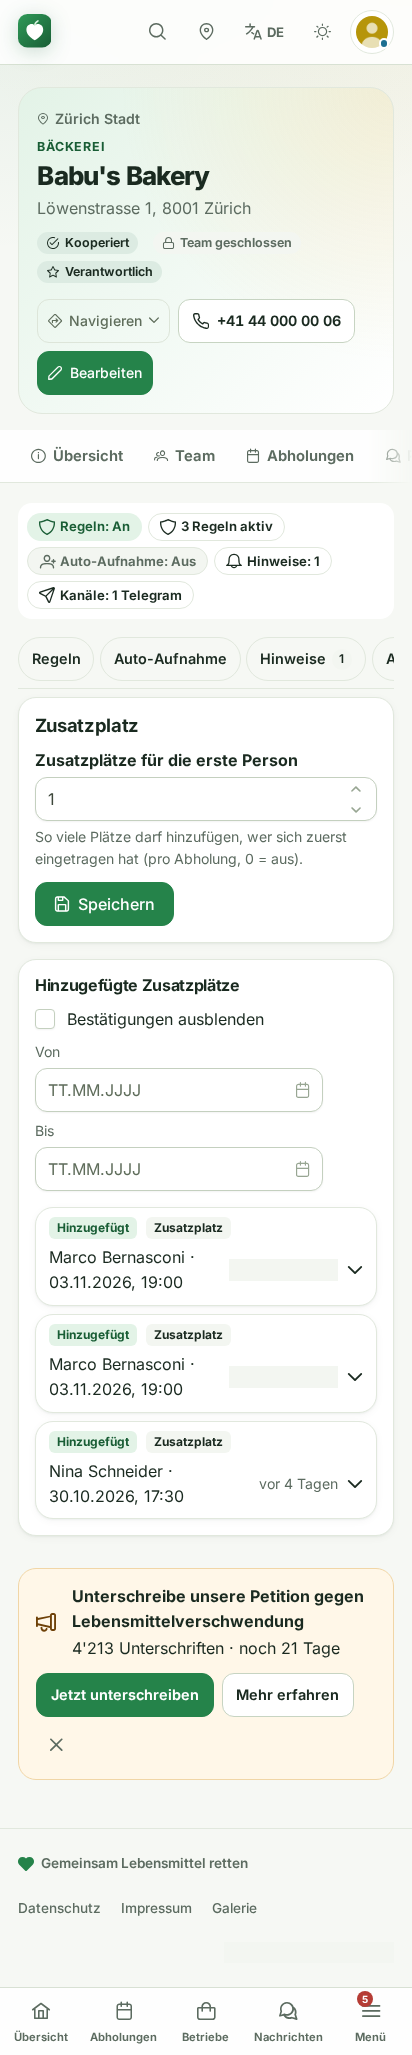 DE
Zürich Stadt
BÄCKEREI
Babu's Bakery
Löwenstrasse 1, 8001 Zürich
Kooperiert
Team geschlossen
Verantwortlich
Navigieren
+41 44 000 00 06
Bearbeiten
Übersicht
Team
Abholungen
Regeln: An
3 Regeln aktiv
Auto-Aufnahme: Aus
Hinweise: 1
Kanäle: 1 Telegram
Regeln
Auto-Aufnahme
Hinweise 1
Zusatzplatz
Zusatzplätze für die erste Person
1
So viele Plätze darf hinzufügen, wer sich zuerst
eingetragen hat (pro Abholung, 0 = aus).
Speichern
Hinzugefügte Zusatzplätze
Bestätigungen ausblenden
Von
TT.MM.JJJJ
Bis
TT.MM.JJJJ
Hinzugefügt Zusatzplatz
Marco Bernasconi ·
03.11.2026, 19:00
Hinzugefügt Zusatzplatz
Marco Bernasconi ·
03.11.2026, 19:00
Hinzugefügt Zusatzplatz
Nina Schneider ·
30.10.2026, 17:30
vor 4 Tagen
Unterschreibe unsere Petition gegen
Lebensmittelverschwendung
4'213 Unterschriften · noch 21 Tage
Jetzt unterschreiben
Mehr erfahren
Gemeinsam Lebensmittel retten
Datenschutz Impressum Galerie
5
Übersicht Abholungen Betriebe Nachrichten Menü